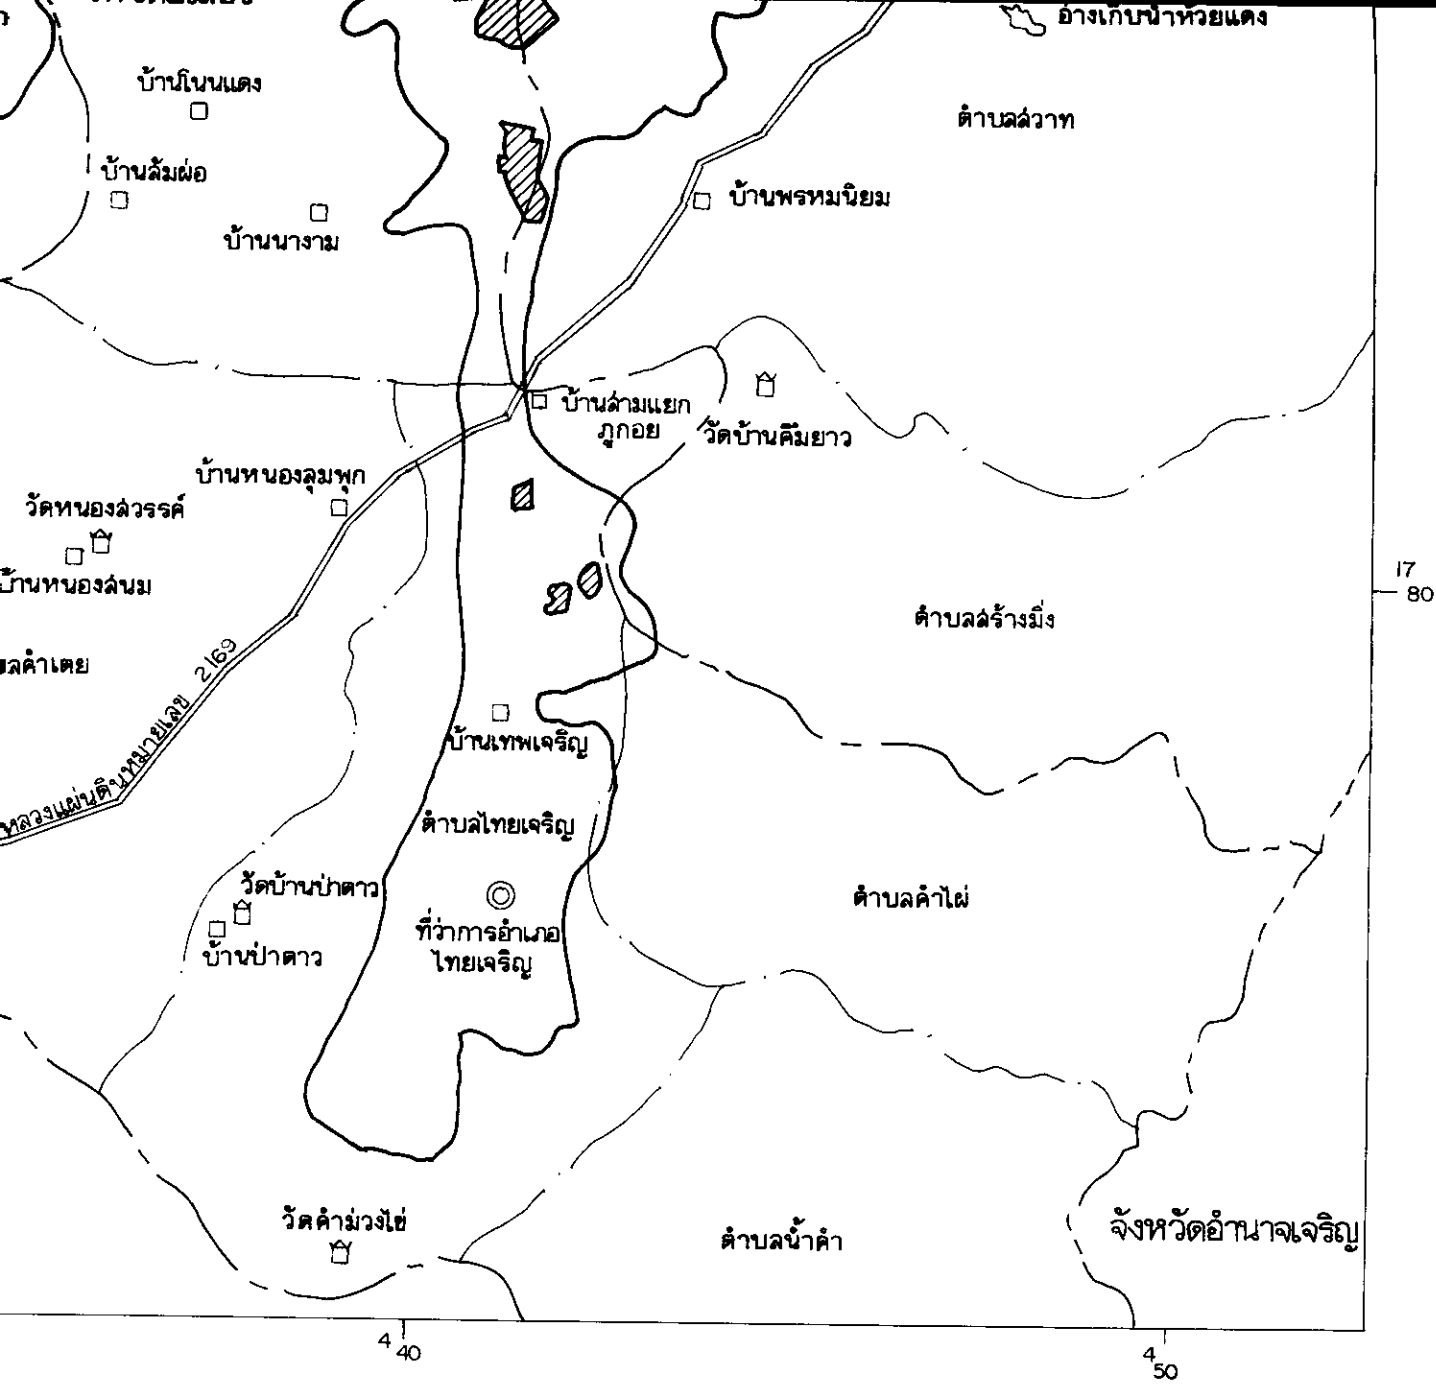 อ่างเก็บน้ำห้วยแดง
บ้านโนนแดง
ตำบลส่วาท
บ้านส้มผ่อ
บ้านพรหมนิยม
บ้านนางาม
บ้านสามแยก
ภูกอย
วัดบ้านคึมยาว
บ้านหนองลุมพุก
วัดหนองสวรรค์
บ้านหนองสนม
17
80
ตำบลสร้างมิ่ง
ลคำเตย
หลวงแผ่นดินหมายเลข 2169
บ้านเทพเจริญ
ตำบลไทยเจริญ
วัดบ้านป่าตาว
ตำบลคำไผ่
ที่ว่าการอำเภอ
ไทยเจริญ
บ้านป่าตาว
วัดคำม่วงไข่
ตำบลน้ำคำ
จังหวัดอำนาจเจริญ
4 40
4 50